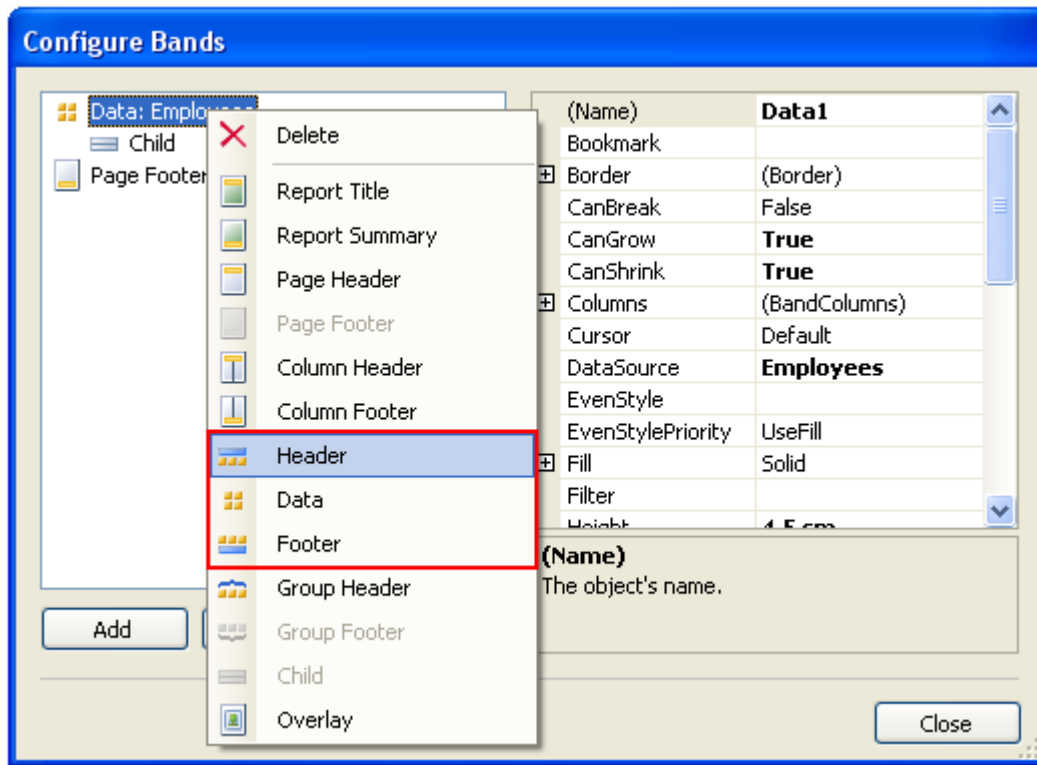 Configure Bands
Data: Employees
Child
Page Footer
Delete
Report Title
Report Summary
Page Header
Page Footer
Column Header
Column Footer
Header
Data
Footer
Group Header
Group Footer
Child
Overlay
(Name) Data1
Bookmark
Border (Border)
CanBreak False
CanGrow True
CanShrink True
Columns (BandColumns)
Cursor Default
DataSource Employees
EvenStyle
EvenStylePriority UseFill
Fill Solid
Filter
Height
(Name)
The object's name.
Add
Close